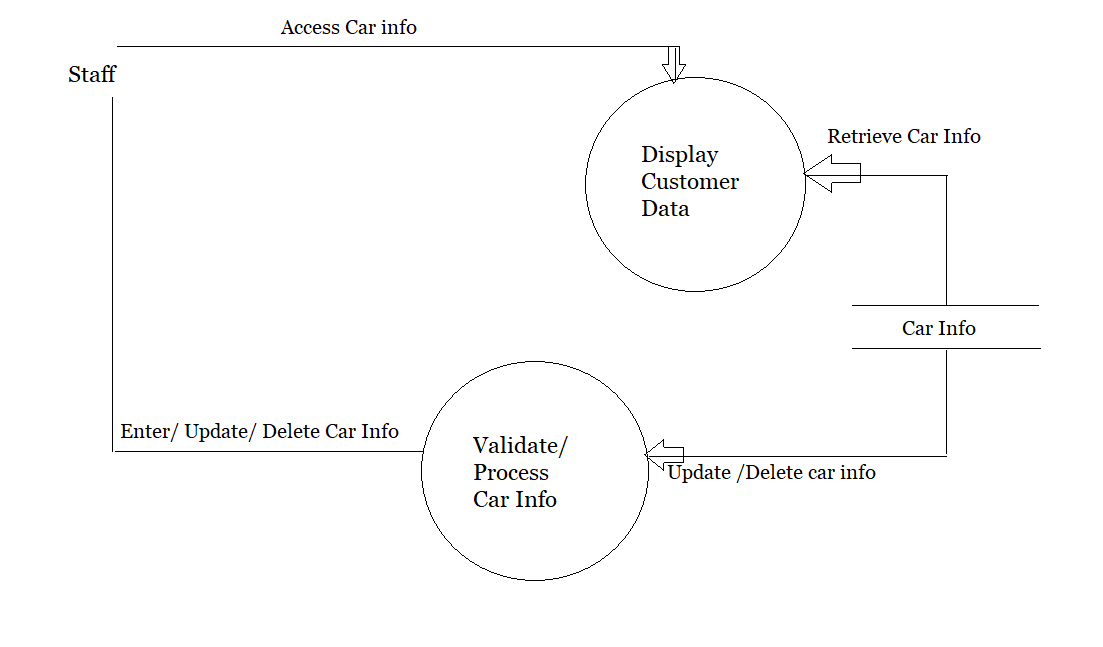 Access Car info
Staff
Retrieve Car Info
Display
Customer
Data
Car Info
Enter/ Update/ Delete Car Info
Validate/
Process
Car Info
Update /Delete car info